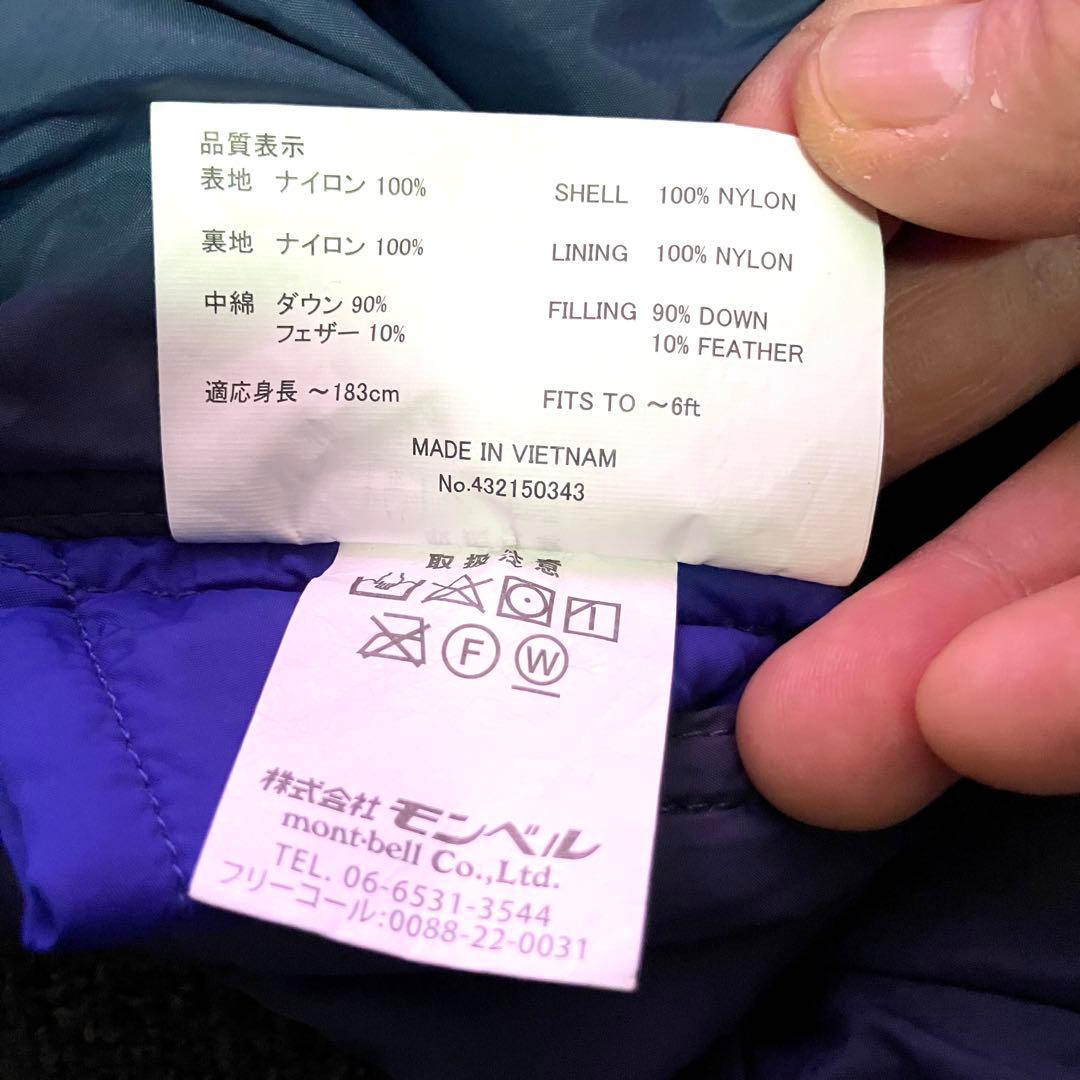 品質表示
表地 ナイロン 100% SHELL 100% NYLON
裏地 ナイロン 100% LINING 100% NYLON
中綿 ダウン 90% FILLING 90% DOWN
フェザー 10% 10% FEATHER
適応身長 ～183cm FITS TO ～6ft
MADE IN VIETNAM
No.432150343
取扱注意
F W
株式会社 モンベル
mont·bell Co.,Ltd.
TEL. 06-6531-3544
フリーコール:0088-22-0031